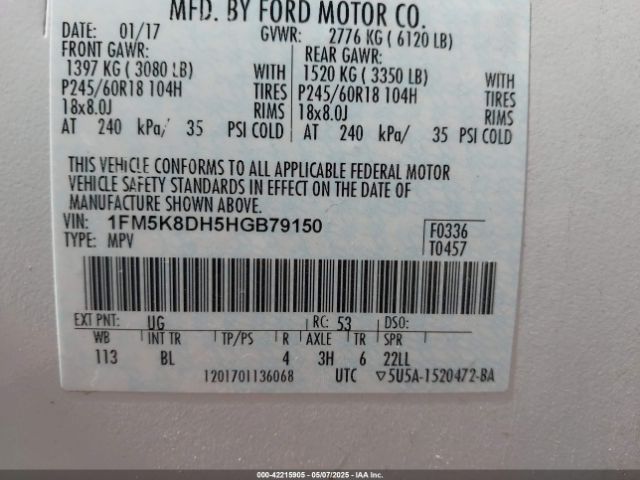 MFD. BY FORD MOTOR CO.
DATE: 01/17 GVWR: 2776 KG ( 6120 LB)
FRONT GAWR: REAR GAWR:
1397 KG ( 3080 LB) WITH 1520 KG ( 3350 LB) WITH
P245/60R18 104H TIRES P245/60R18 104H TIRES
18x8.0J RIMS 18x8.0J RIMS
AT 240 kPa/ 35 PSI COLD AT 240 kPa/ 35 PSI COLD
THIS VEHICLE CONFORMS TO ALL APPLICABLE FEDERAL MOTOR
VEHICLE SAFETY STANDARDS IN EFFECT ON THE DATE OF
MANUFACTURE SHOWN ABOVE.
VIN: 1FM5K8DH5HGB79150 F0336
TYPE: MPV T0457
EXT PNT: UG RC: 53 DSO:
WB INT TR TP/PS R AXLE TR SPR
113 BL 4 3H 6 22LL
1201701136068 UTC ▽5U5A-1520472-BA
000-42215905 - 05/07/2025 - IAAI.COM